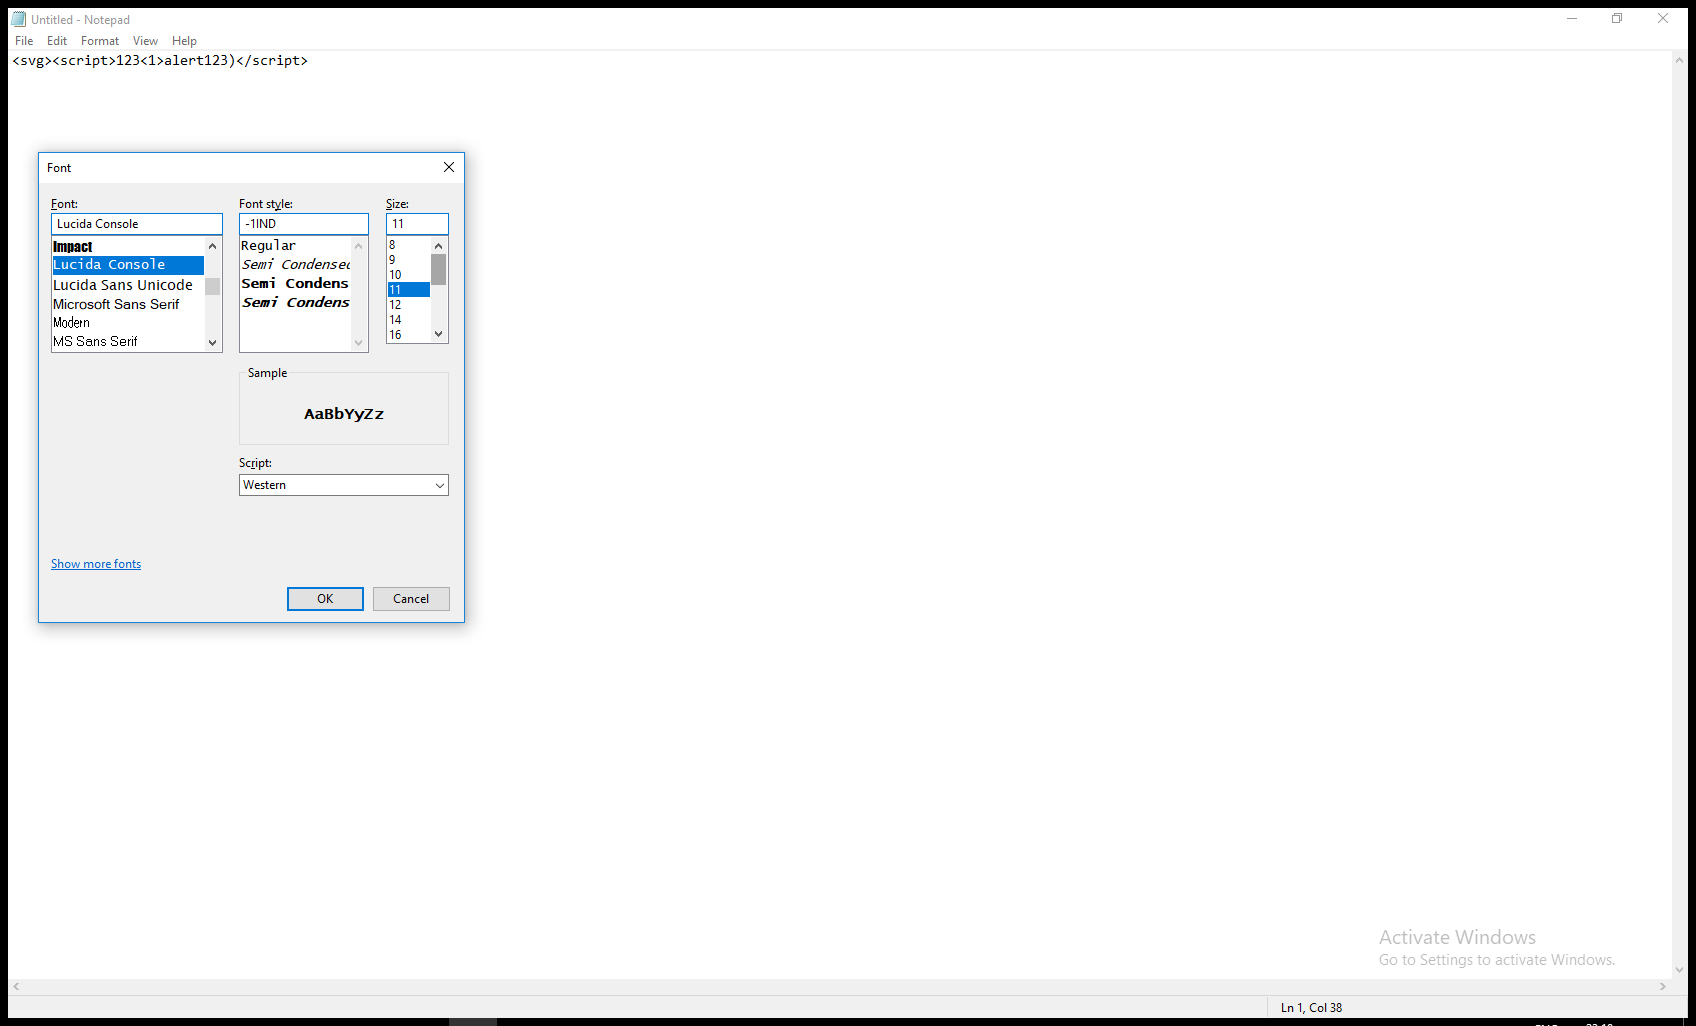 Untitled - Notepad
File Edit Format View Help
<svg><script>123<1>alert123)</script>
Font
Font: Font style: Size:
Lucida Console -1IND 11
Impact
Lucida Console
Lucida Sans Unicode
Microsoft Sans Serif
Modern
MS Sans Serif
Regular
Semi Condensed
Semi Condens
Semi Condens
8
9
10
11
12
14
16
Sample
AaBbYyZz
Script:
Western
Show more fonts
OK Cancel
Activate Windows
Go to Settings to activate Windows.
Ln 1, Col 38